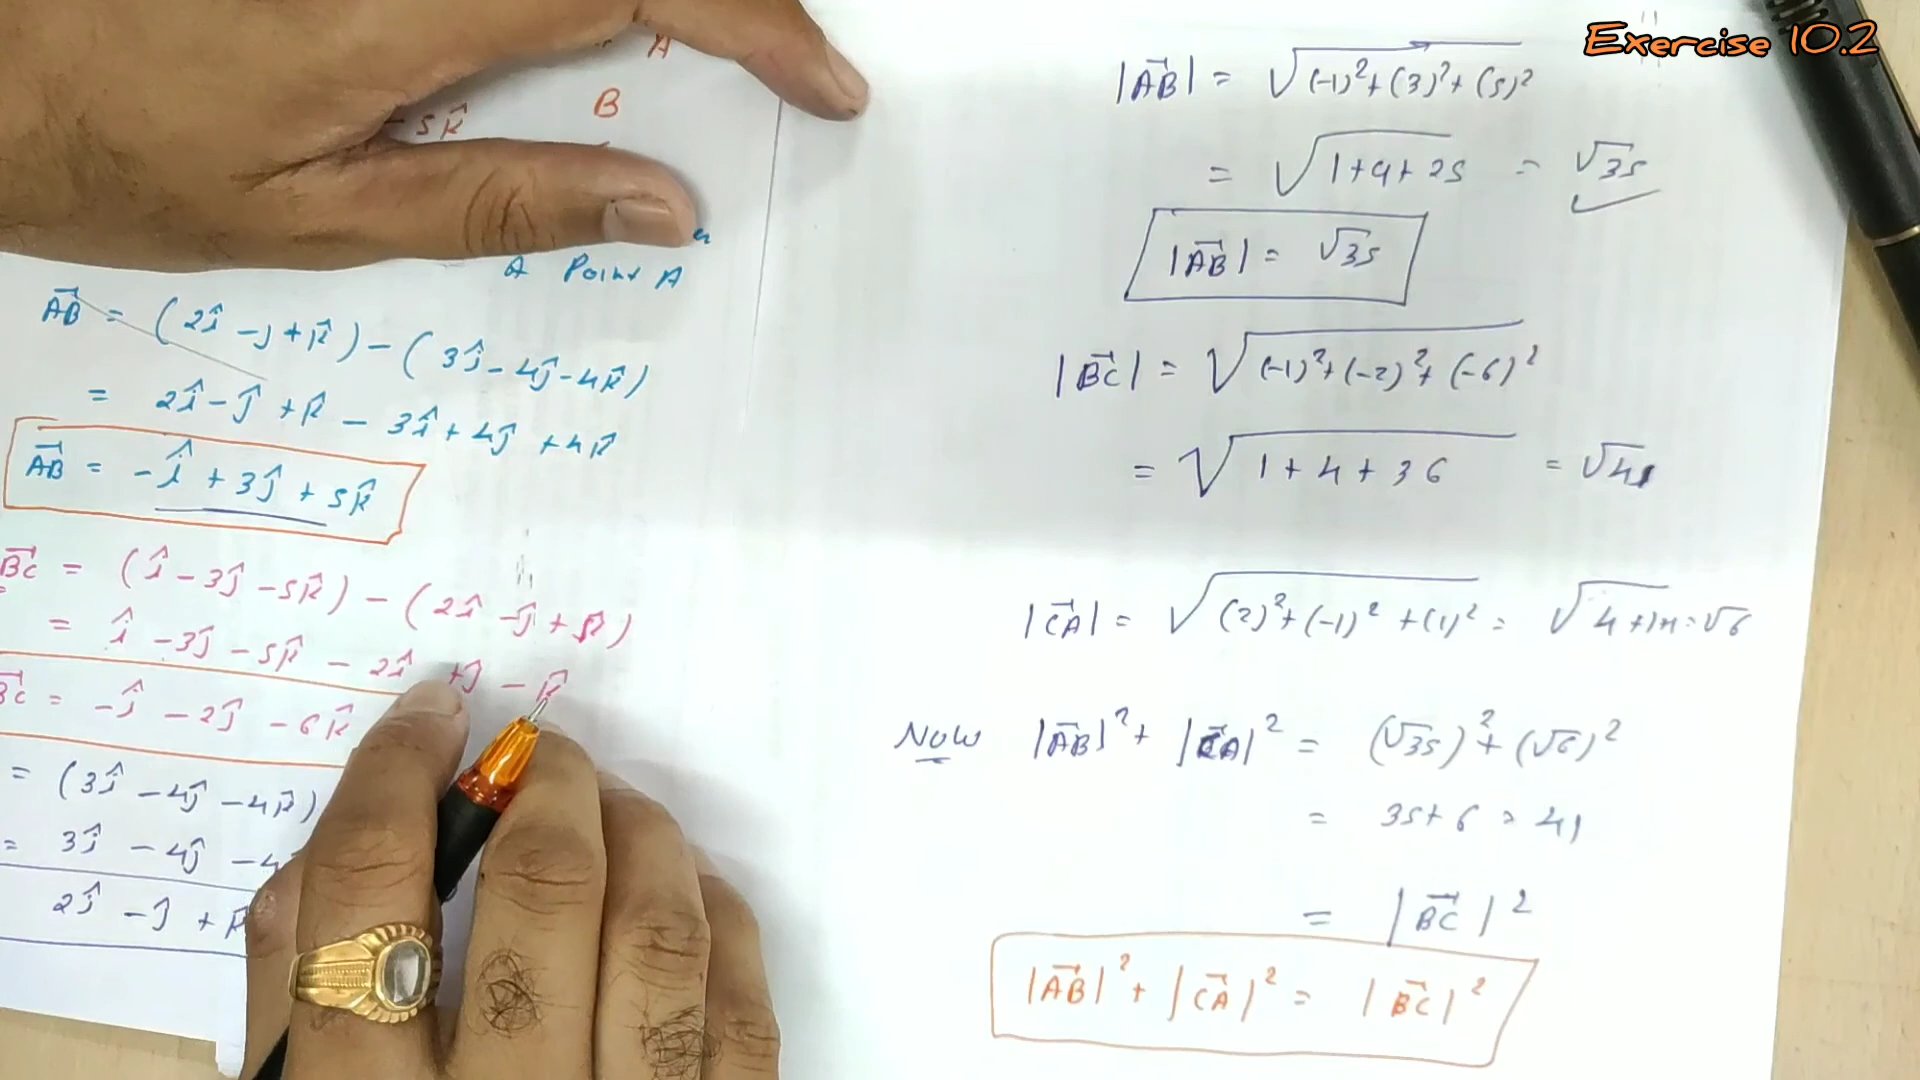 Exercise 10.2
A
B
- 5k̂
A Point A
AB⃗ = (2î - ĵ + k̂) - (3î - 4ĵ - 4k̂)
= 2î - ĵ + k̂ - 3î + 4ĵ + 4k̂
AB⃗ = -î + 3ĵ + 5k̂
BC⃗ = (î - 3ĵ - 5k̂) - (2î - ĵ + k̂)
= î - 3ĵ - 5k̂ - 2î + ĵ - k̂
BC⃗ = -î - 2ĵ - 6k̂
= (3î - 4ĵ - 4k̂)
= 3î - 4ĵ - 4
2î - ĵ + k̂
|AB⃗| = √(-1)² + (3)² + (5)²
= √1 + 9 + 25 = √35
|AB⃗| = √35
|BC⃗| = √(-1)² + (-2)² + (-6)²
= √1 + 4 + 36 = √41
|CA⃗| = √(2)² + (-1)² + (1)² = √4+1+1 = √6
Now |AB⃗|² + |CA⃗|² = (√35)² + (√6)²
= 35 + 6 = 41
= |BC⃗|²
|AB⃗|² + |CA⃗|² = |BC⃗|²